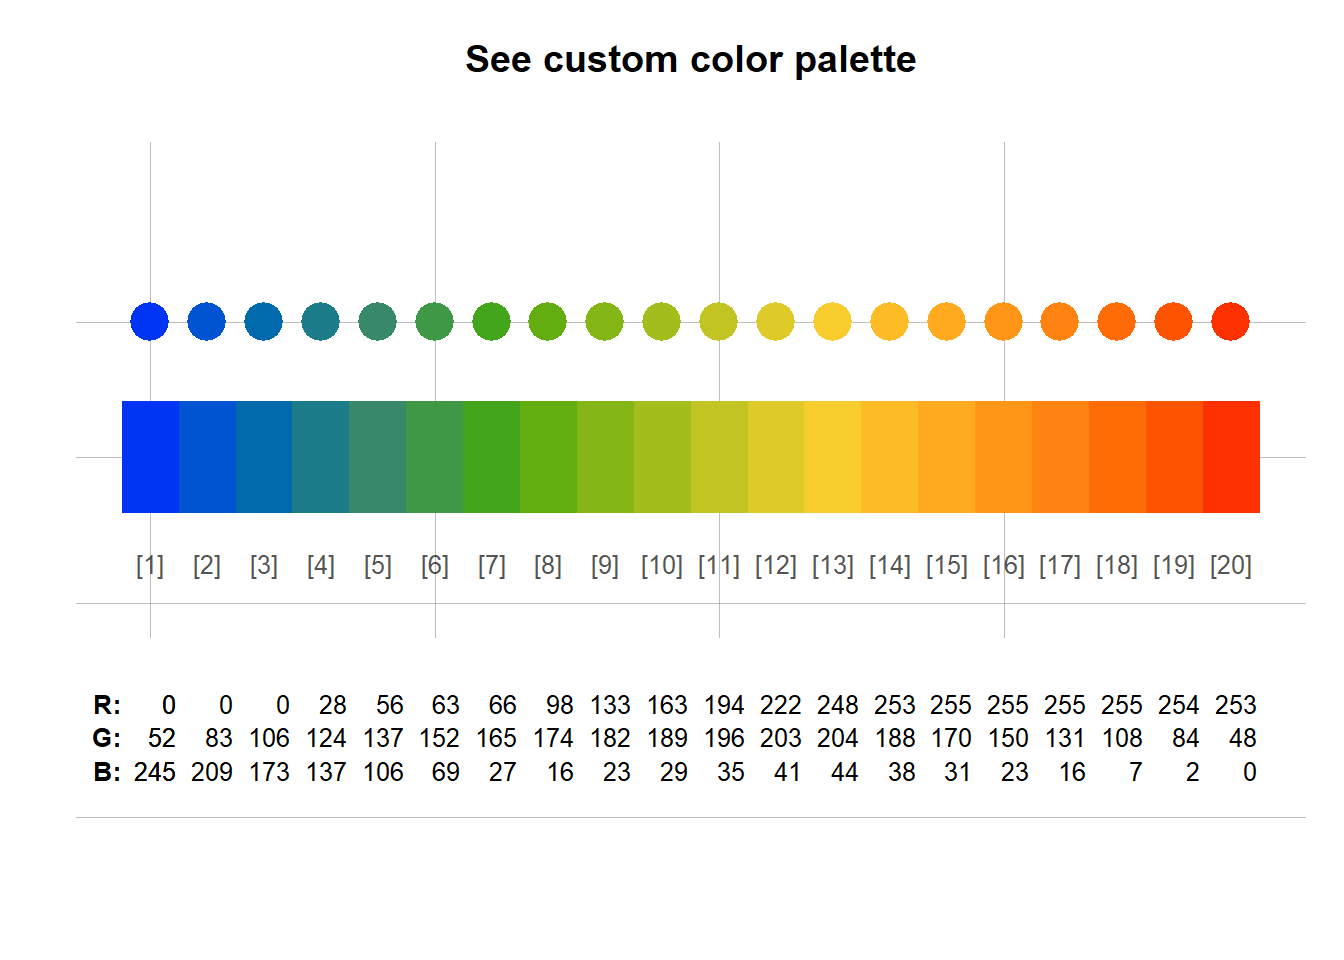 See custom color palette
[1] [2] [3] [4] [5] [6] [7] [8] [9] [10] [11] [12] [13] [14] [15] [16] [17] [18] [19] [20]
R: 0 0 0 28 56 63 66 98 133 163 194 222 248 253 255 255 255 255 254 253
G: 52 83 106 124 137 152 165 174 182 189 196 203 204 188 170 150 131 108 84 48
B: 245 209 173 137 106 69 27 16 23 29 35 41 44 38 31 23 16 7 2 0